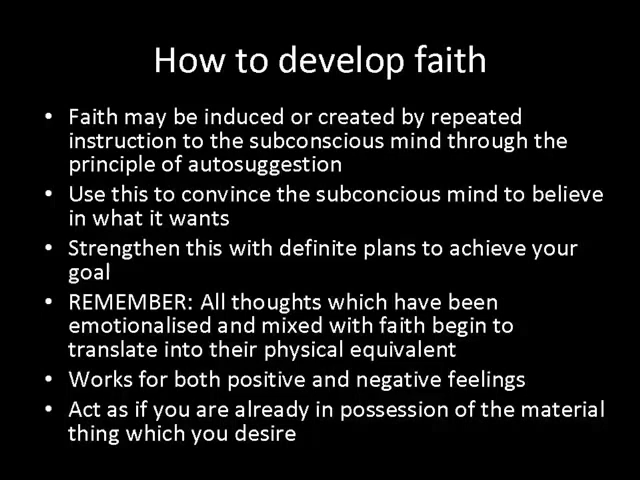 How to develop faith
• Faith may be induced or created by repeated
instruction to the subconscious mind through the
principle of autosuggestion
• Use this to convince the subconcious mind to believe
in what it wants
• Strengthen this with definite plans to achieve your
goal
• REMEMBER: All thoughts which have been
emotionalised and mixed with faith begin to
translate into their physical equivalent
• Works for both positive and negative feelings
• Act as if you are already in possession of the material
thing which you desire